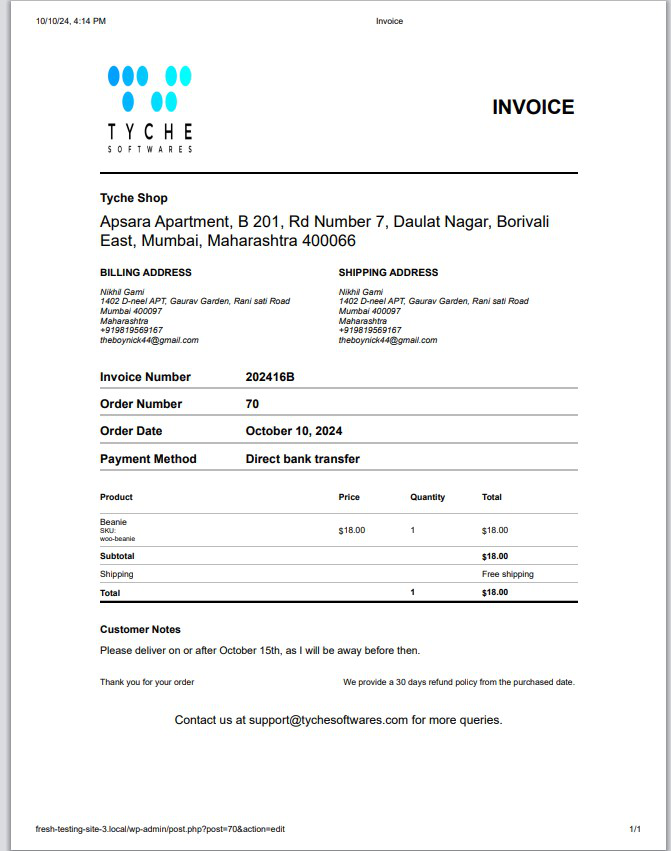 10/10/24, 4:14 PM Invoice
TYCHE
SOFTWARES
INVOICE
Tyche Shop
Apsara Apartment, B 201, Rd Number 7, Daulat Nagar, Borivali
East, Mumbai, Maharashtra 400066
BILLING ADDRESS SHIPPING ADDRESS
Nikhil Gami Nikhil Gami
1402 D-neel APT, Gaurav Garden, Rani sati Road 1402 D-neel APT, Gaurav Garden, Rani sati Road
Mumbai 400097 Mumbai 400097
Maharashtra Maharashtra
+919819569167 +919819569167
theboynick44@gmail.com theboynick44@gmail.com
Invoice Number 202416B
Order Number 70
Order Date October 10, 2024
Payment Method Direct bank transfer
Product Price Quantity Total
Beanie
SKU: $18.00 1 $18.00
woo-beanie
Subtotal $18.00
Shipping Free shipping
Total 1 $18.00
Customer Notes
Please deliver on or after October 15th, as I will be away before then.
Thank you for your order We provide a 30 days refund policy from the purchased date.
Contact us at support@tychesoftwares.com for more queries.
fresh-testing-site-3.local/wp-admin/post.php?post=70&action=edit 1/1